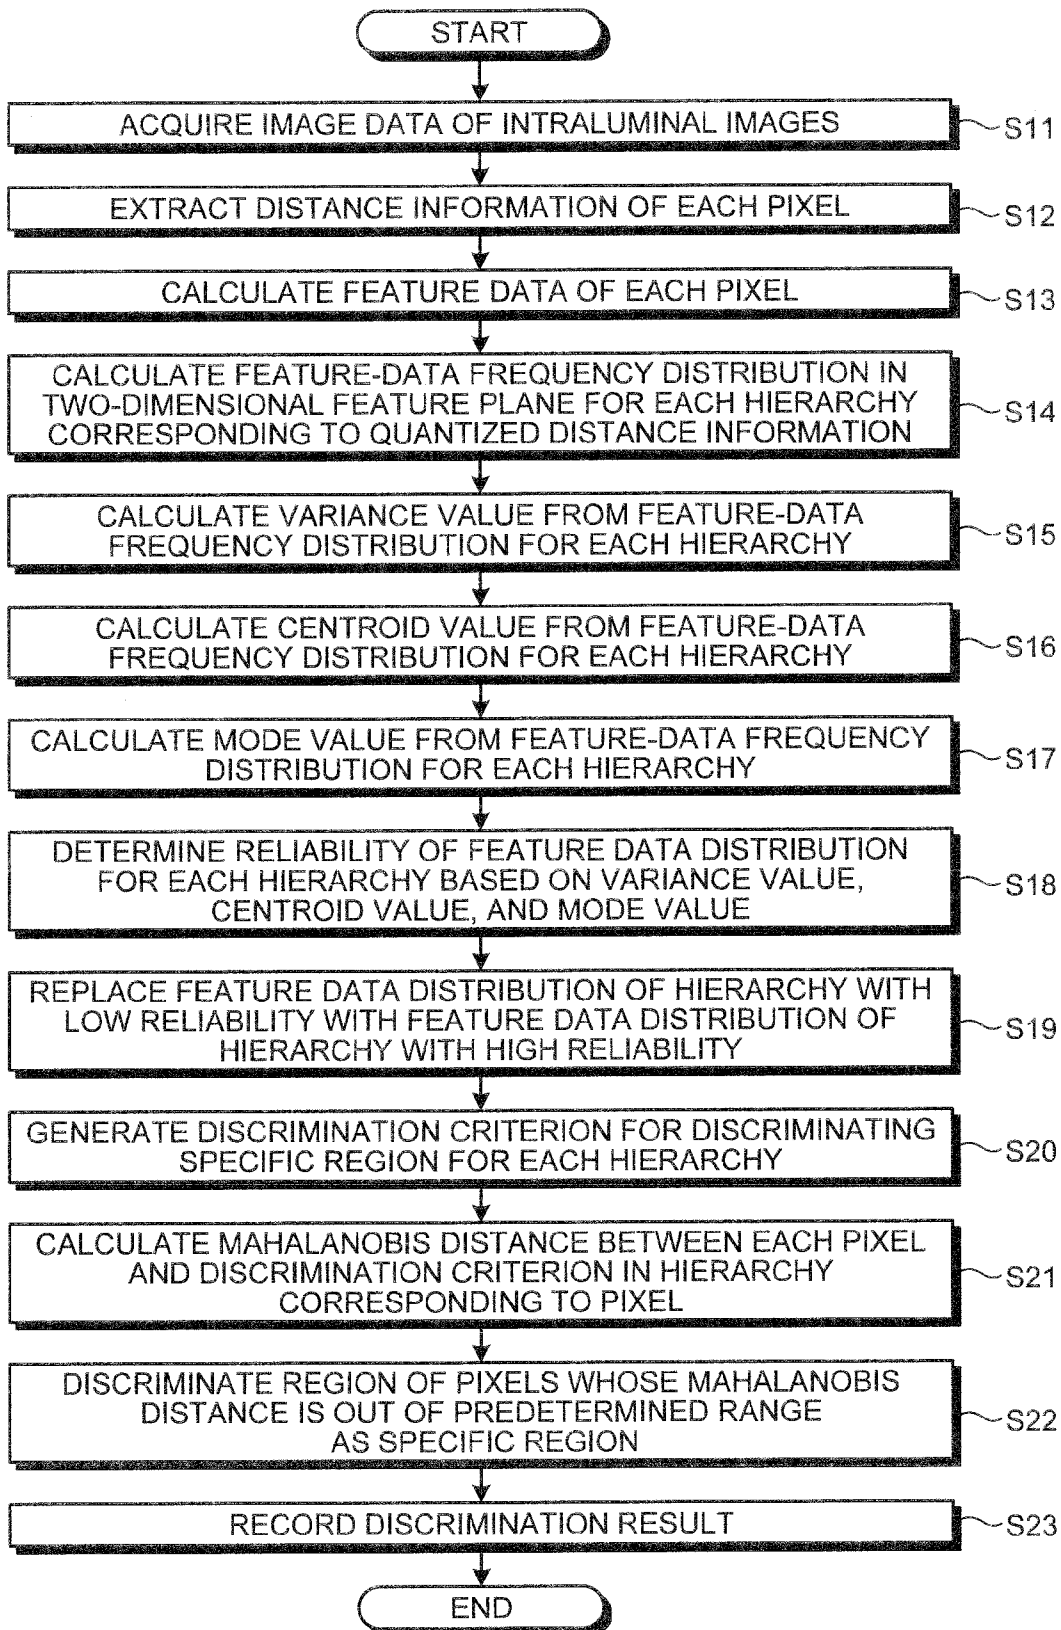 START
ACQUIRE IMAGE DATA OF INTRALUMINAL IMAGES
S11
EXTRACT DISTANCE INFORMATION OF EACH PIXEL
S12
CALCULATE FEATURE DATA OF EACH PIXEL
S13
CALCULATE FEATURE-DATA FREQUENCY DISTRIBUTION IN
TWO-DIMENSIONAL FEATURE PLANE FOR EACH HIERARCHY
CORRESPONDING TO QUANTIZED DISTANCE INFORMATION
S14
CALCULATE VARIANCE VALUE FROM FEATURE-DATA
FREQUENCY DISTRIBUTION FOR EACH HIERARCHY
S15
CALCULATE CENTROID VALUE FROM FEATURE-DATA
FREQUENCY DISTRIBUTION FOR EACH HIERARCHY
S16
CALCULATE MODE VALUE FROM FEATURE-DATA FREQUENCY
DISTRIBUTION FOR EACH HIERARCHY
S17
DETERMINE RELIABILITY OF FEATURE DATA DISTRIBUTION
FOR EACH HIERARCHY BASED ON VARIANCE VALUE,
CENTROID VALUE, AND MODE VALUE
S18
REPLACE FEATURE DATA DISTRIBUTION OF HIERARCHY WITH
LOW RELIABILITY WITH FEATURE DATA DISTRIBUTION OF
HIERARCHY WITH HIGH RELIABILITY
S19
GENERATE DISCRIMINATION CRITERION FOR DISCRIMINATING
SPECIFIC REGION FOR EACH HIERARCHY
S20
CALCULATE MAHALANOBIS DISTANCE BETWEEN EACH PIXEL
AND DISCRIMINATION CRITERION IN HIERARCHY
CORRESPONDING TO PIXEL
S21
DISCRIMINATE REGION OF PIXELS WHOSE MAHALANOBIS
DISTANCE IS OUT OF PREDETERMINED RANGE
AS SPECIFIC REGION
S22
RECORD DISCRIMINATION RESULT
S23
END